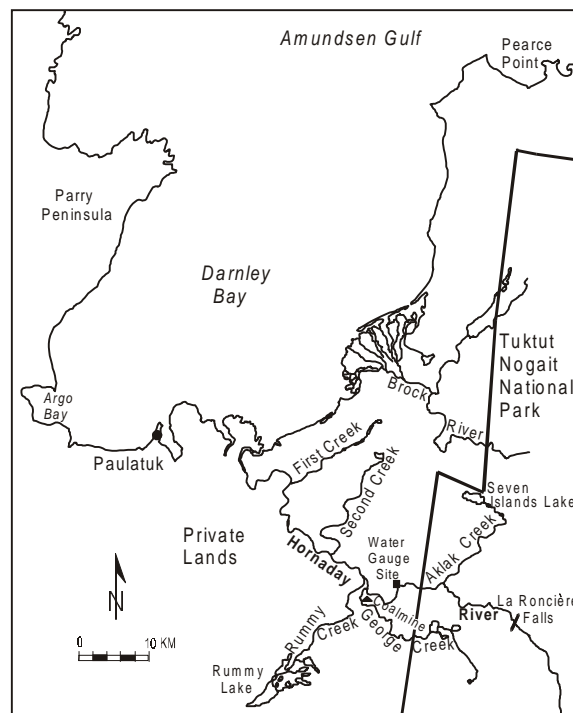 Amundsen Gulf
Pearce
Point
Parry
Peninsula
Darnley
Bay
Tuktut
Nogait
National
Park
Brock
River
Argo
Bay
Paulatuk
First Creek
Second Creek
Seven
Islands Lake
Private
Lands
Hornaday
Water
Gauge
Site
Aklak Creek
N
Coalmine
River
La Roncière
Falls
Rummy
Creek
George
Creek
0 10 KM
Rummy
Lake